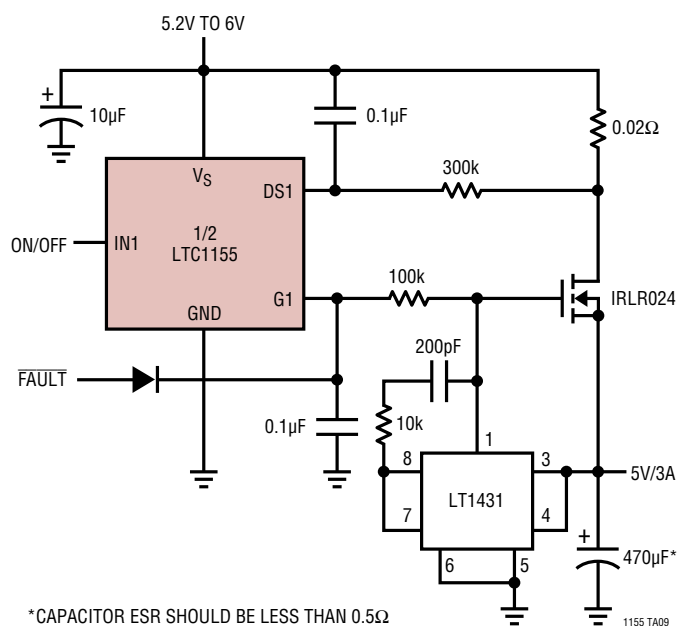 5.2V TO 6V
+
10µF
0.1µF
0.02Ω
VS
DS1
300k
ON/OFF
IN1
1/2
LTC1155
G1
100k
IRLR024
GND
200pF
FAULT
0.1µF
10k
1
8
3
5V/3A
LT1431
7
4
+
470µF*
6
5
*CAPACITOR ESR SHOULD BE LESS THAN 0.5Ω
1155 TA09